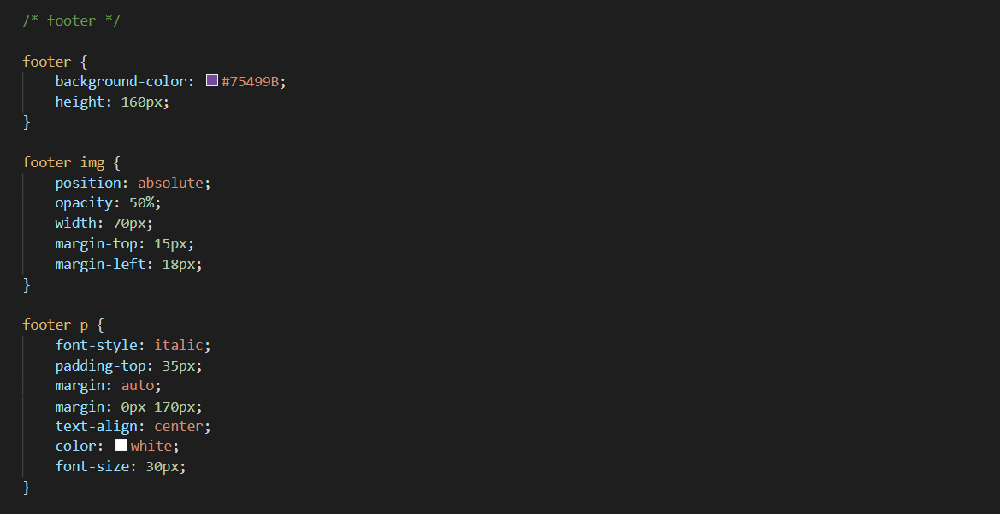 /* footer */
footer {
    background-color: #75499B;
    height: 160px;
}
footer img {
    position: absolute;
    opacity: 50%;
    width: 70px;
    margin-top: 15px;
    margin-left: 18px;
}
footer p {
    font-style: italic;
    padding-top: 35px;
    margin: auto;
    margin: 0px 170px;
    text-align: center;
    color: white;
    font-size: 30px;
}